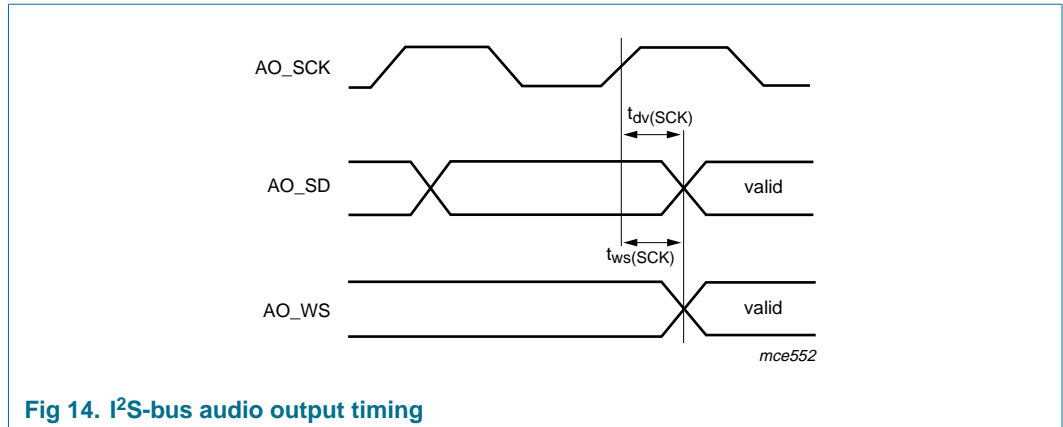 AO_SCK
tdv(SCK)
AO_SD
valid
tws(SCK)
AO_WS
valid
mce552
Fig 14. I²S-bus audio output timing